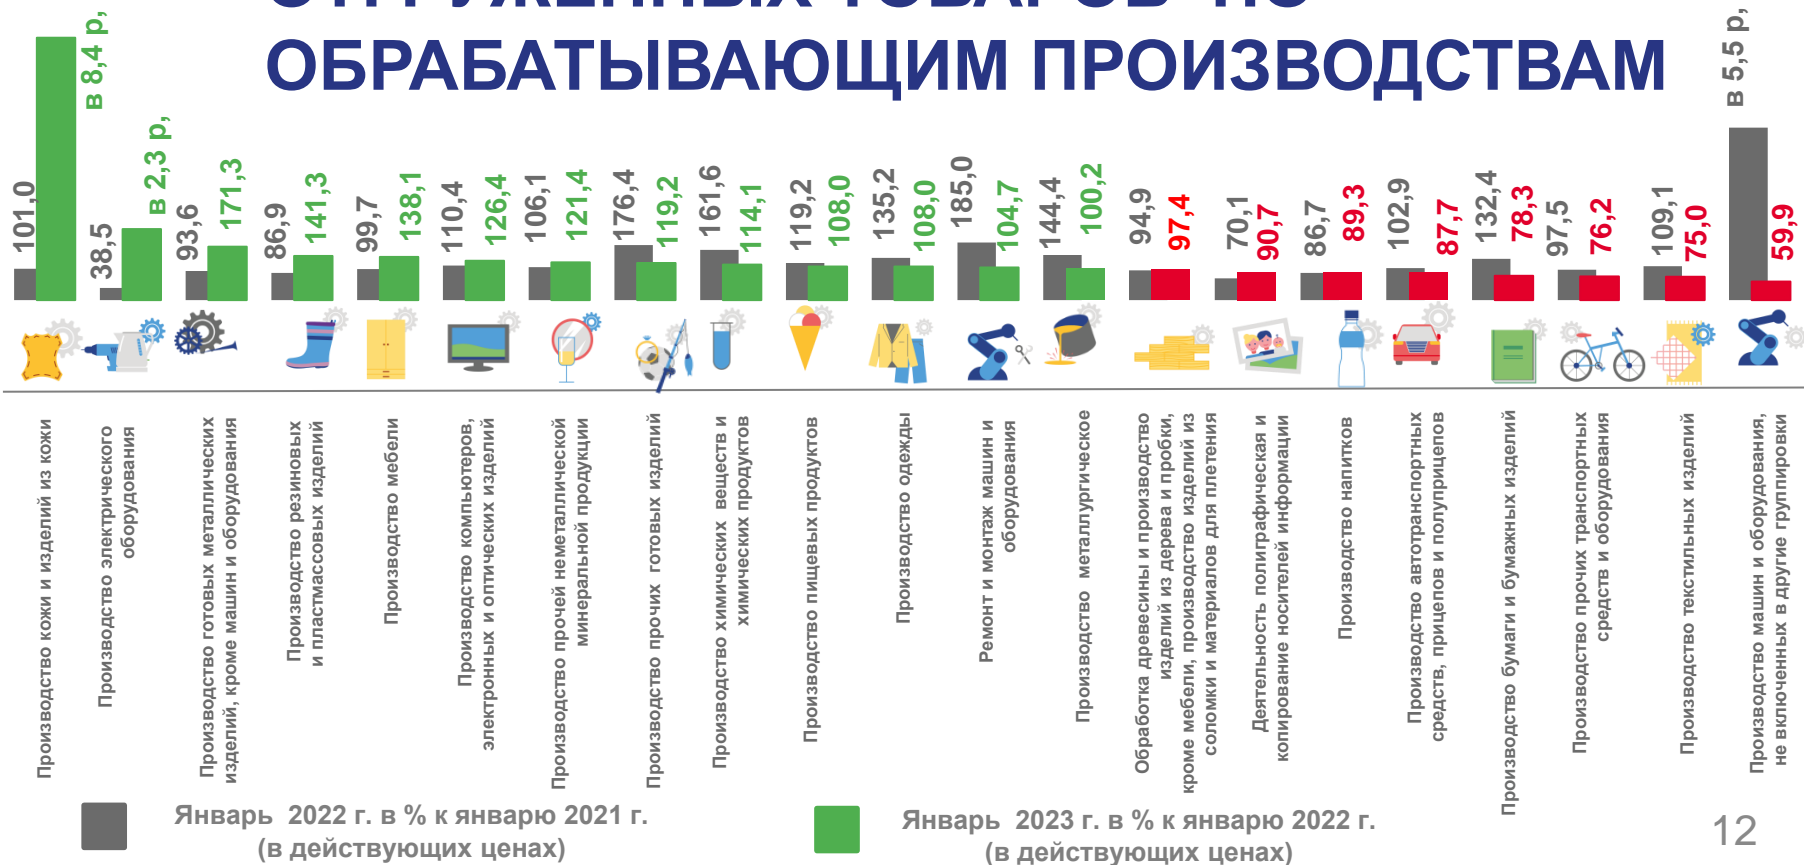 ОТГРУЖЕННЫХ ТОВАРОВ ПО
ОБРАБАТЫВАЮЩИМ ПРОИЗВОДСТВАМ
101,0
в 8,4 р,
38,5
в 2,3 р,
93,6
171,3
86,9
141,3
99,7
138,1
110,4
126,4
106,1
121,4
176,4
119,2
161,6
114,1
119,2
108,0
135,2
108,0
185,0
104,7
144,4
100,2
94,9
97,4
70,1
90,7
86,7
89,3
102,9
87,7
132,4
78,3
97,5
76,2
109,1
75,0
в 5,5 р,
59,9
Производство кожи и изделий из кожи
Производство электрического
оборудования
Производство готовых металлических
изделий, кроме машин и оборудования
Производство резиновых
и пластмассовых изделий
Производство мебели
Производство компьютеров,
электронных и оптических изделий
Производство прочей неметаллической
минеральной продукции
Производство прочих готовых изделий
Производство химических веществ и
химических продуктов
Производство пищевых продуктов
Производство одежды
Ремонт и монтаж машин и
оборудования
Производство металлургическое
Обработка древесины и производство
изделий из дерева и пробки,
кроме мебели, производство изделий из
соломки и материалов для плетения
Деятельность полиграфическая и
копирование носителей информации
Производство напитков
Производство автотранспортных
средств, прицепов и полуприцепов
Производство бумаги и бумажных изделий
Производство прочих транспортных
средств и оборудования
Производство текстильных изделий
Производство машин и оборудования,
не включенных в другие группировки
Январь 2022 г. в % к январю 2021 г.
(в действующих ценах)
Январь 2023 г. в % к январю 2022 г.
(в действующих ценах)
12